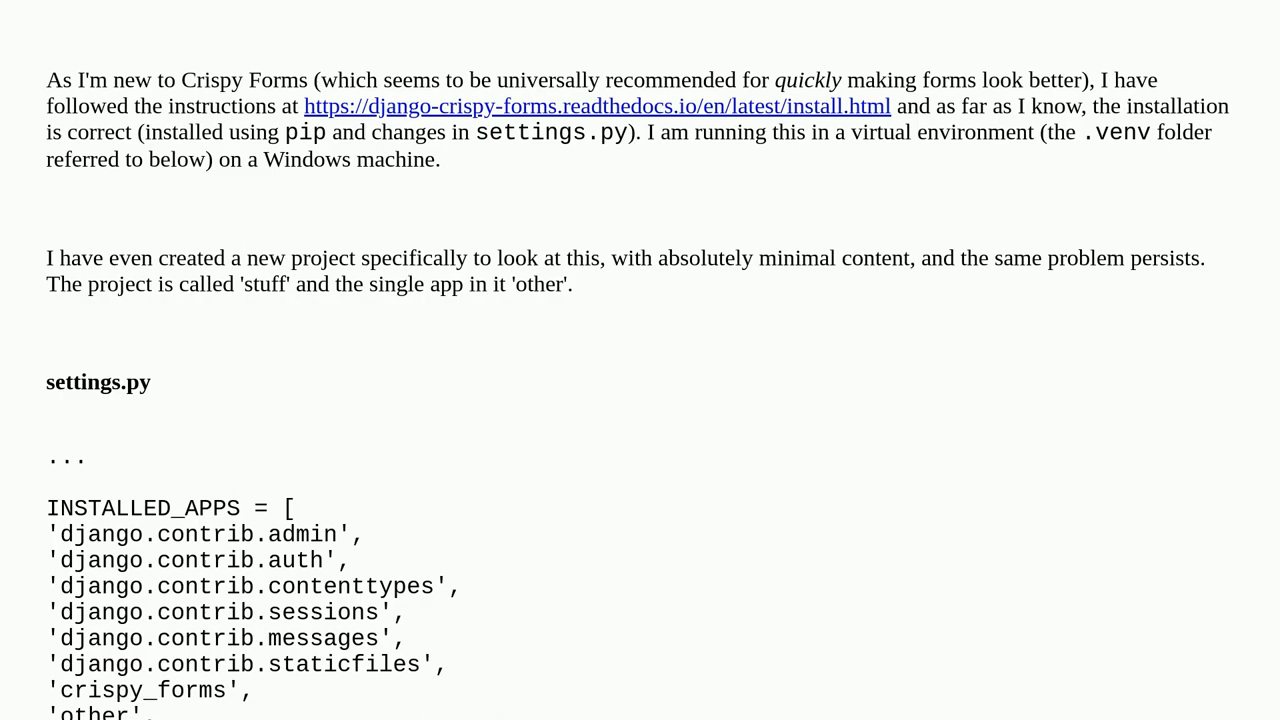 As I'm new to Crispy Forms (which seems to be universally recommended for quickly making forms look better), I have
followed the instructions at https://django-crispy-forms.readthedocs.io/en/latest/install.html and as far as I know, the installation
is correct (installed using pip and changes in settings.py). I am running this in a virtual environment (the .venv folder
referred to below) on a Windows machine.
I have even created a new project specifically to look at this, with absolutely minimal content, and the same problem persists.
The project is called 'stuff' and the single app in it 'other'.
settings.py
...
INSTALLED_APPS = [
'django.contrib.admin',
'django.contrib.auth',
'django.contrib.contenttypes',
'django.contrib.sessions',
'django.contrib.messages',
'django.contrib.staticfiles',
'crispy_forms',
'other',